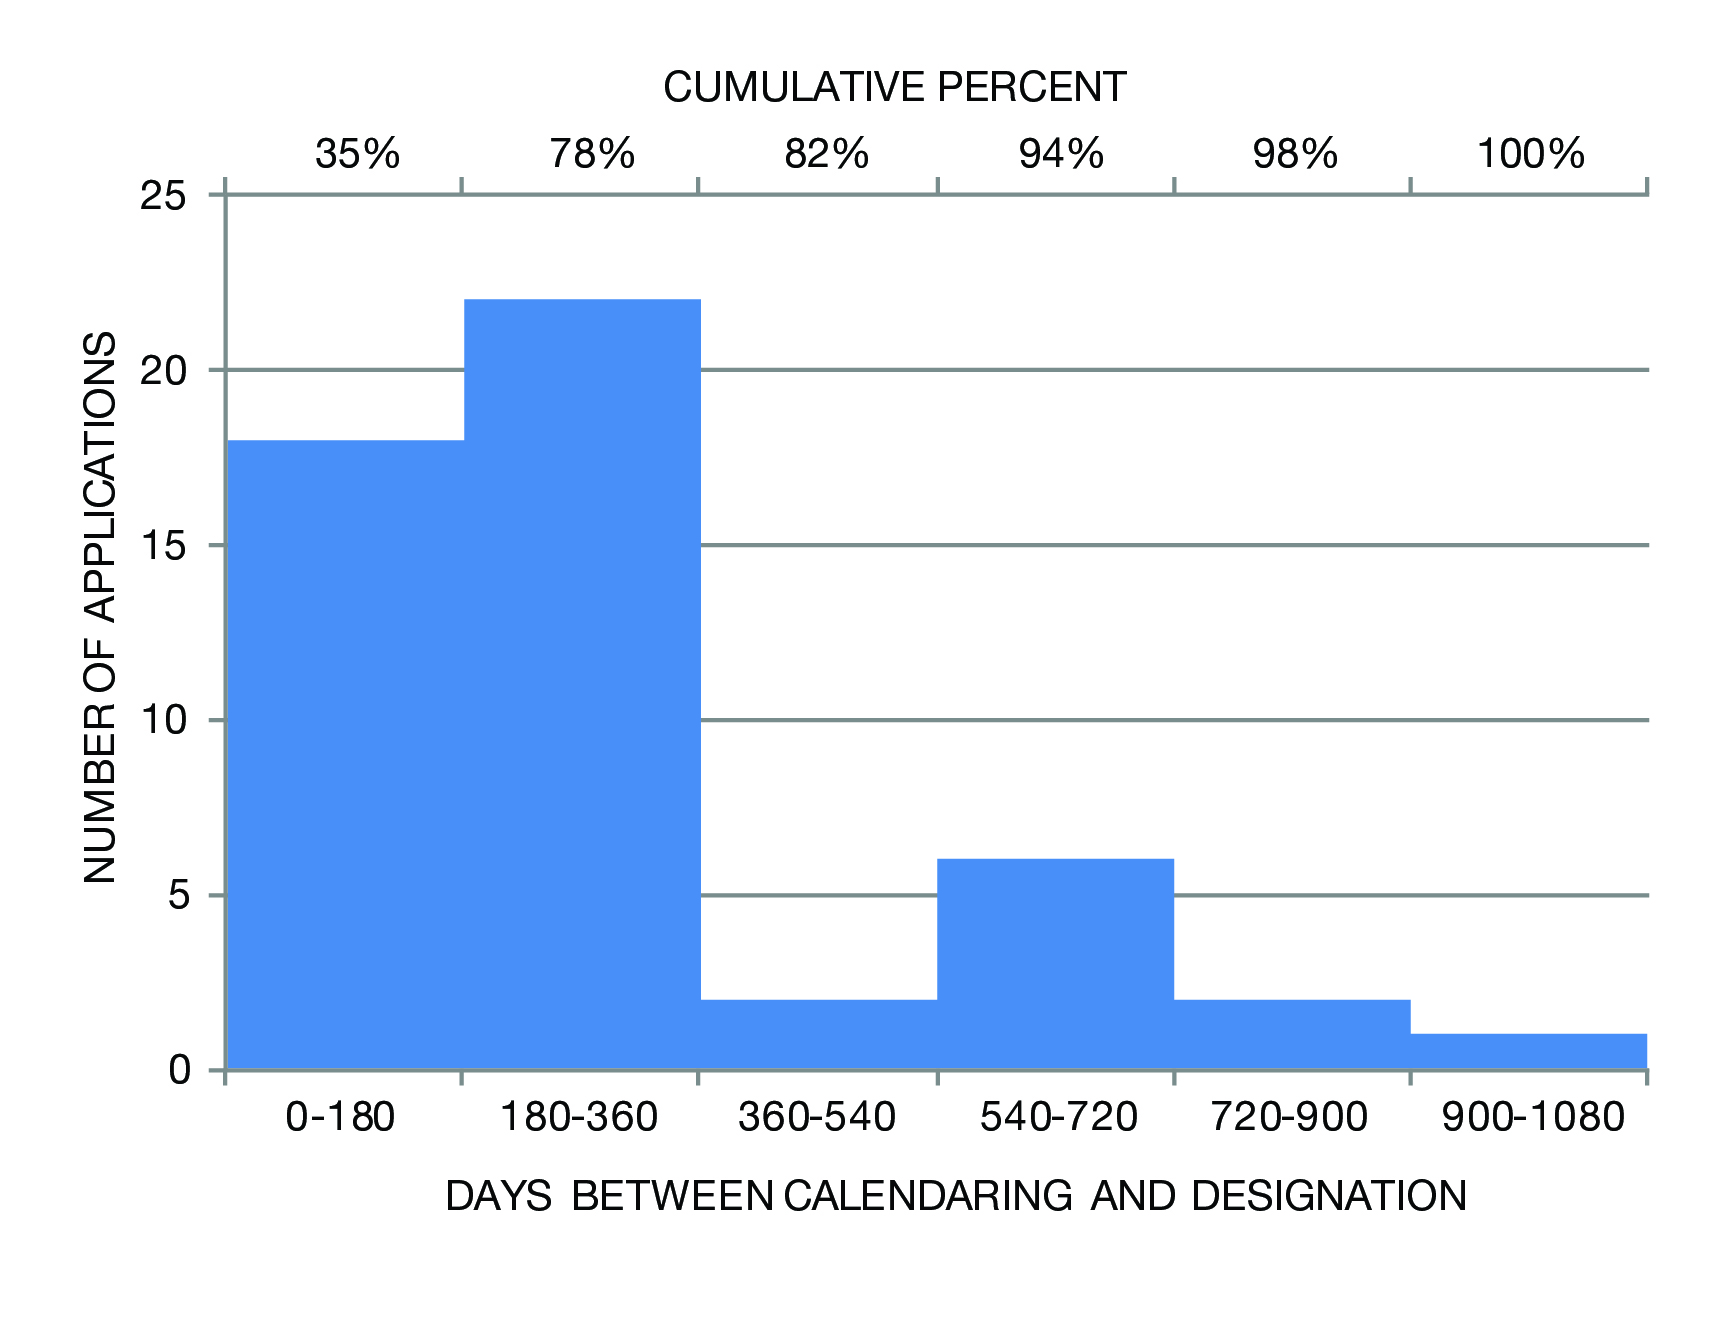 CUMULATIVE PERCENT
35% 78% 82% 94% 98% 100%
25
20
15
10
5
0
NUMBER OF APPLICATIONS
0-180 180-360 360-540 540-720 720-900 900-1080
DAYS BETWEEN CALENDARING AND DESIGNATION